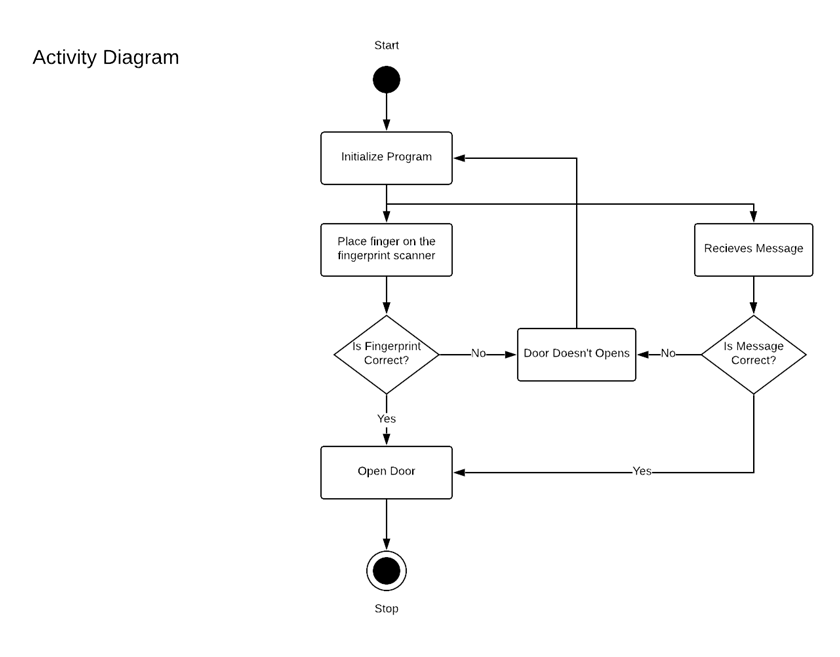 Activity Diagram
Start
Initialize Program
Place finger on the
fingerprint scanner
Recieves Message
Is Fingerprint
Correct?
No
Door Doesn't Opens
No
Is Message
Correct?
Yes
Open Door
Yes
Stop